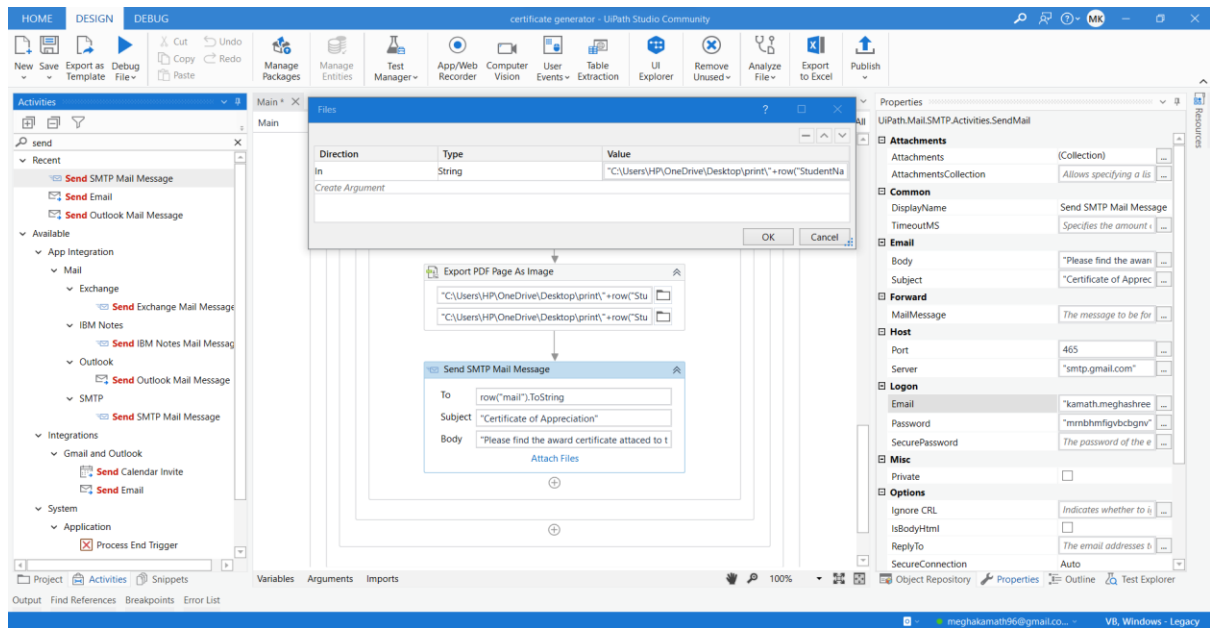 HOME DESIGN DEBUG certificate generator - UiPath Studio Community MK
New Save Export as Template Debug File Cut Copy Paste Undo Redo Manage Packages Manage Entities Test Manager App/Web Recorder Computer Vision User Events Table Extraction UI Explorer Remove Unused Analyze File Export to Excel Publish
Activities
send
Recent
Send SMTP Mail Message
Send Email
Send Outlook Mail Message
Available
App Integration
Mail
Exchange
Send Exchange Mail Message
IBM Notes
Send IBM Notes Mail Messag
Outlook
Send Outlook Mail Message
SMTP
Send SMTP Mail Message
Integrations
Gmail and Outlook
Send Calendar Invite
Send Email
System
Application
Process End Trigger
Project Activities Snippets
Main *
Main
All
Files
Direction Type Value
In String "C:\Users\HP\OneDrive\Desktop\print\"+row("StudentNa
Create Argument
OK Cancel
Export PDF Page As Image
"C:\Users\HP\OneDrive\Desktop\print\"+row("Stu
"C:\Users\HP\OneDrive\Desktop\print\"+row("Stu
Send SMTP Mail Message
To row("mail").ToString
Subject "Certificate of Appreciation"
Body "Please find the award certificate attaced to t
Attach Files
Variables Arguments Imports 100%
Properties
UiPath.Mail.SMTP.Activities.SendMail
Attachments
Attachments (Collection) ...
AttachmentsCollection Allows specifying a lis ...
Common
DisplayName Send SMTP Mail Message
TimeoutMS Specifies the amount ...
Email
Body "Please find the awar ...
Subject "Certificate of Apprec ...
Forward
MailMessage The message to be for ...
Host
Port 465 ...
Server "smtp.gmail.com" ...
Logon
Email "kamath.meghashree ...
Password "mrnbhmfigvbcbgnv" ...
SecurePassword The password of the e ...
Misc
Private
Options
Ignore CRL Indicates whether to ig ...
IsBodyHtml
ReplyTo The email addresses t ...
SecureConnection Auto
Object Repository Properties Outline Test Explorer
Resources
Output Find References Breakpoints Error List
meghakamath96@gmail.co... VB, Windows - Legacy